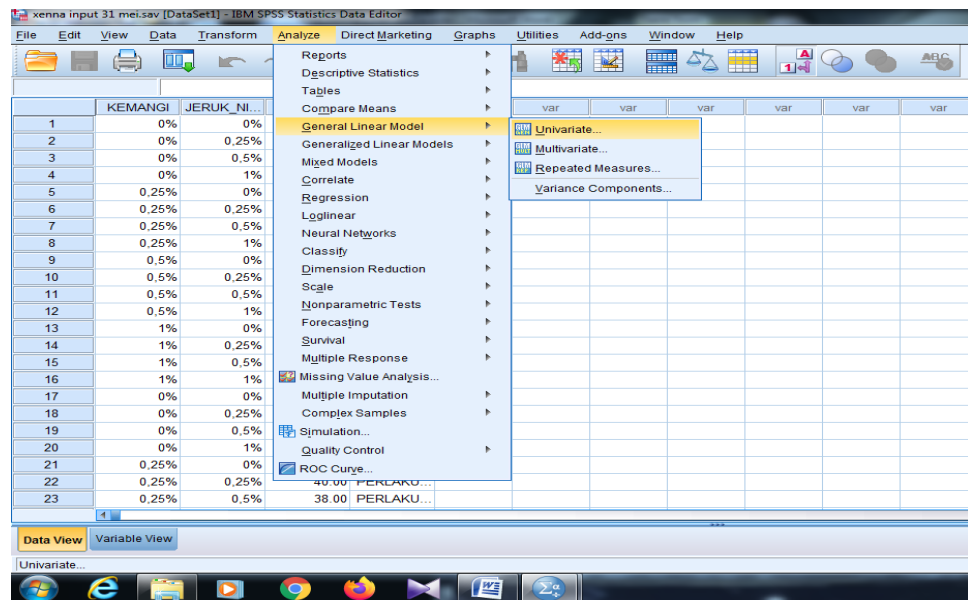 xenna input 31 mei.sav [DataSet1] - IBM SPSS Statistics Data Editor
File Edit View Data Transform Analyze Direct Marketing Graphs Utilities Add-ons Window Help
KEMANGI JERUK_NI... var var var var var var
1 0% 0%
2 0% 0,25%
3 0% 0,5%
4 0% 1%
5 0,25% 0%
6 0,25% 0,25%
7 0,25% 0,5%
8 0,25% 1%
9 0,5% 0%
10 0,5% 0,25%
11 0,5% 0,5%
12 0,5% 1%
13 1% 0%
14 1% 0,25%
15 1% 0,5%
16 1% 1%
17 0% 0%
18 0% 0,25%
19 0% 0,5%
20 0% 1%
21 0,25% 0%
22 0,25% 0,25% 40.00 PERLAKU...
23 0,25% 0,5% 38.00 PERLAKU...
Reports
Descriptive Statistics
Tables
Compare Means
General Linear Model
Generalized Linear Models
Mixed Models
Correlate
Regression
Loglinear
Neural Networks
Classify
Dimension Reduction
Scale
Nonparametric Tests
Forecasting
Survival
Multiple Response
Missing Value Analysis...
Multiple Imputation
Complex Samples
Simulation...
Quality Control
ROC Curve...
Univariate...
Multivariate...
Repeated Measures...
Variance Components...
Data View Variable View
Univariate...